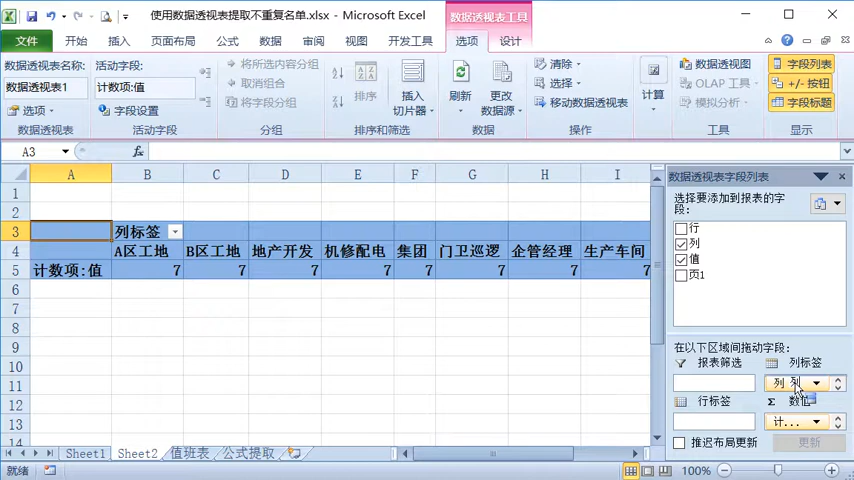 使用数据透视表提取不重复名单.xlsx - Microsoft Excel
数据透视表工具
文件 开始 插入 页面布局 公式 数据 审阅 视图 开发工具 选项 设计
数据透视表名称: 活动字段: 将所选内容分组 清除 数据透视图 字段列表
数据透视表1 计数项:值 取消组合 排序 插入 切片器 刷新 更改 数据源 选择 计算 OLAP 工具 +/- 按钮
选项 字段设置 将字段分组 移动数据透视表 模拟分析 字段标题
数据透视表 活动字段 分组 排序和筛选 数据 操作 工具 显示
A3 fx
A B C D E F G H I
数据透视表字段列表
1
选择要添加到报表的字
段:
2
3 列标签
行
列
4 A区工地 B区工地 地产开发 机修配电 集团 门卫巡逻 企管经理 生产车间
值
5 计数项:值 7 7 7 7 7 7 7 7
页1
6
7
8
9
在以下区域间拖动字段:
10
报表筛选 列标签
11
列
12
行标签 Σ 数值
13
计...
14
推迟布局更新 更新
Sheet1 Sheet2 值班表 公式提取
就绪 100%